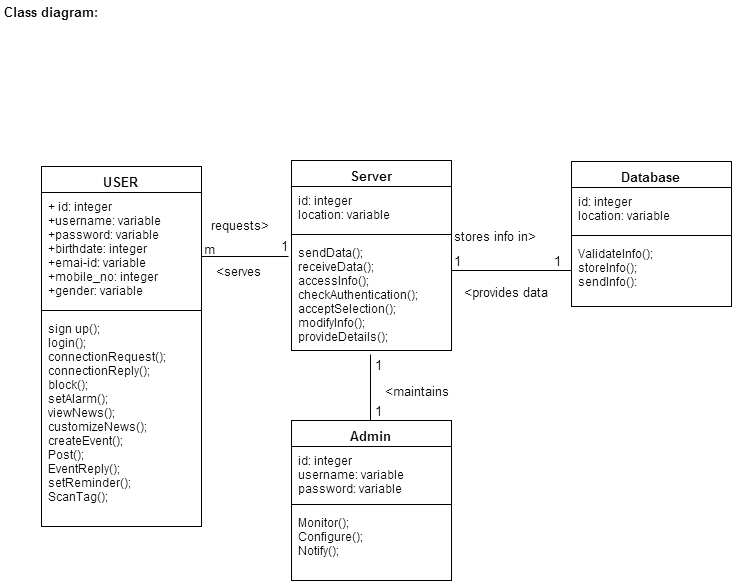 Class diagram:
USER
+ id: integer
+username: variable
+password: variable
+birthdate: integer
+emai-id: variable
+mobile_no: integer
+gender: variable
sign up();
login();
connectionRequest();
connectionReply();
block();
setAlarm();
viewNews();
customizeNews();
createEvent();
Post();
EventReply();
setReminder();
ScanTag();
requests>
m
1
<serves
Server
id: integer
location: variable
sendData();
receiveData();
accessInfo();
checkAuthentication();
acceptSelection();
modifyInfo();
provideDetails();
stores info in>
1
1
<provides data
Database
id: integer
location: variable
ValidateInfo();
storeInfo();
sendInfo():
1
<maintains
1
Admin
id: integer
username: variable
password: variable
Monitor();
Configure();
Notify();